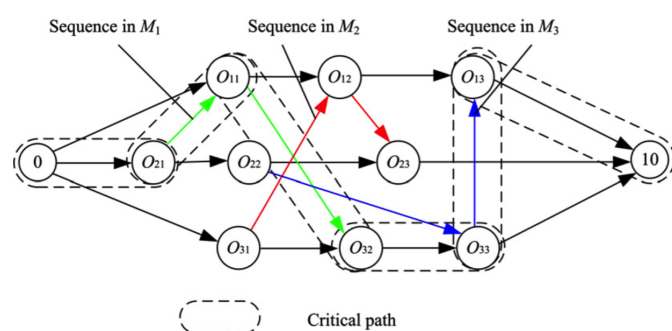 Sequence in M₁
Sequence in M₂
Sequence in M₃
O₁₁
O₁₂
O₁₃
0
O₂₁
O₂₂
O₂₃
10
O₃₁
O₃₂
O₃₃
Critical path